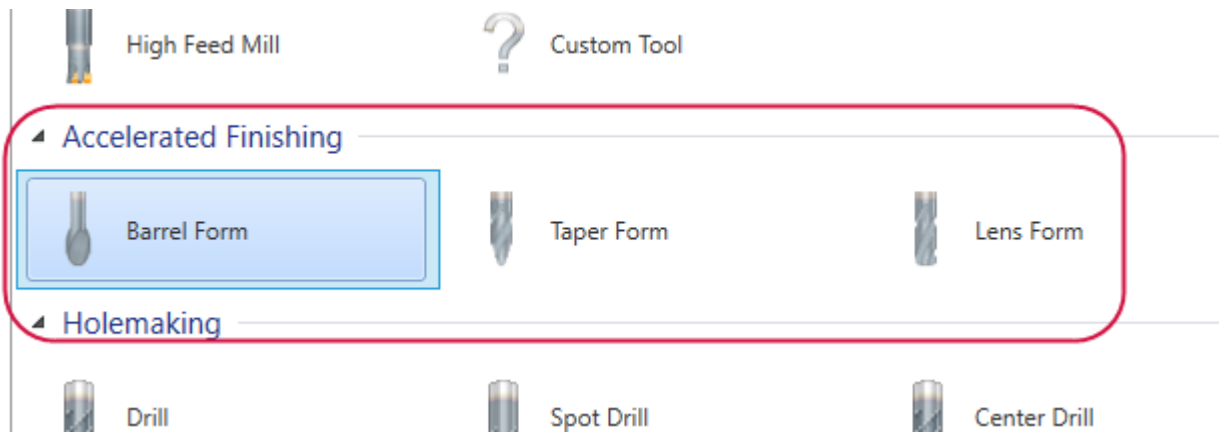 High Feed Mill Custom Tool
Accelerated Finishing
Barrel Form Taper Form Lens Form
Holemaking
Drill Spot Drill Center Drill